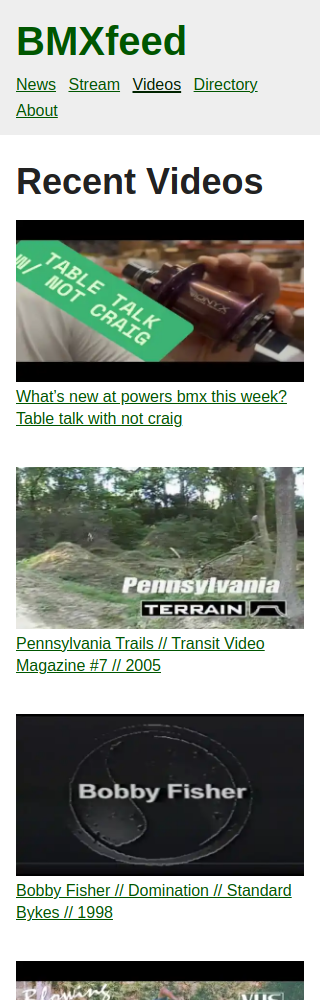 BMXfeed
News Stream Videos Directory
About
Recent Videos
TABLE TALK
W/ NOT CRAIG
What's new at powers bmx this week?
Table talk with not craig
Pennsylvania
TERRAIN
Pennsylvania Trails // Transit Video
Magazine #7 // 2005
Bobby Fisher
Bobby Fisher // Domination // Standard
Bykes // 1998
Blowing
VHS